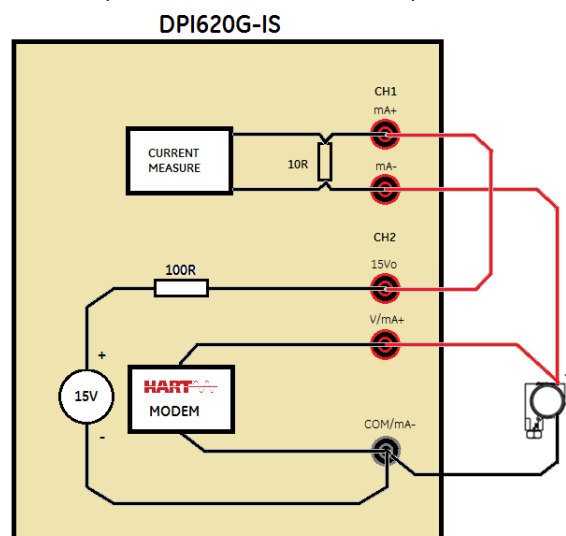 DPI620G-IS
CH1
mA+
CURRENT
MEASURE
10R
mA-
CH2
15Vo
100R
V/mA+
+
HART
MODEM
15V
-
COM/mA-